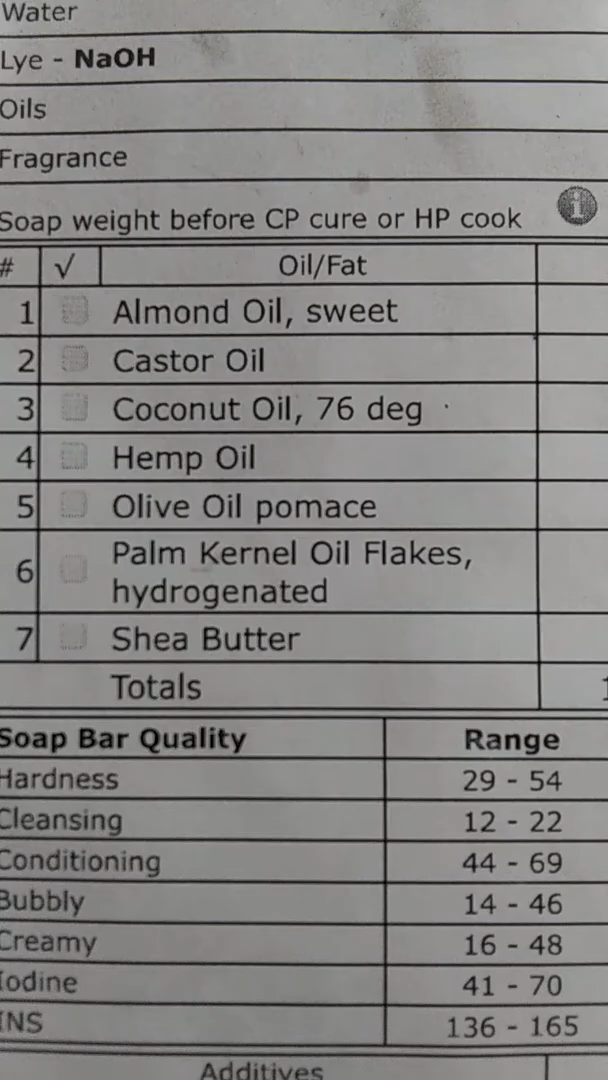 Water
Lye - NaOH
Oils
Fragrance
Soap weight before CP cure or HP cook i
# √ Oil/Fat
1 Almond Oil, sweet
2 Castor Oil
3 Coconut Oil, 76 deg
4 Hemp Oil
5 Olive Oil pomace
6 Palm Kernel Oil Flakes,
hydrogenated
7 Shea Butter
Totals 1
Soap Bar Quality Range
Hardness 29 - 54
Cleansing 12 - 22
Conditioning 44 - 69
Bubbly 14 - 46
Creamy 16 - 48
Iodine 41 - 70
INS 136 - 165
Additives